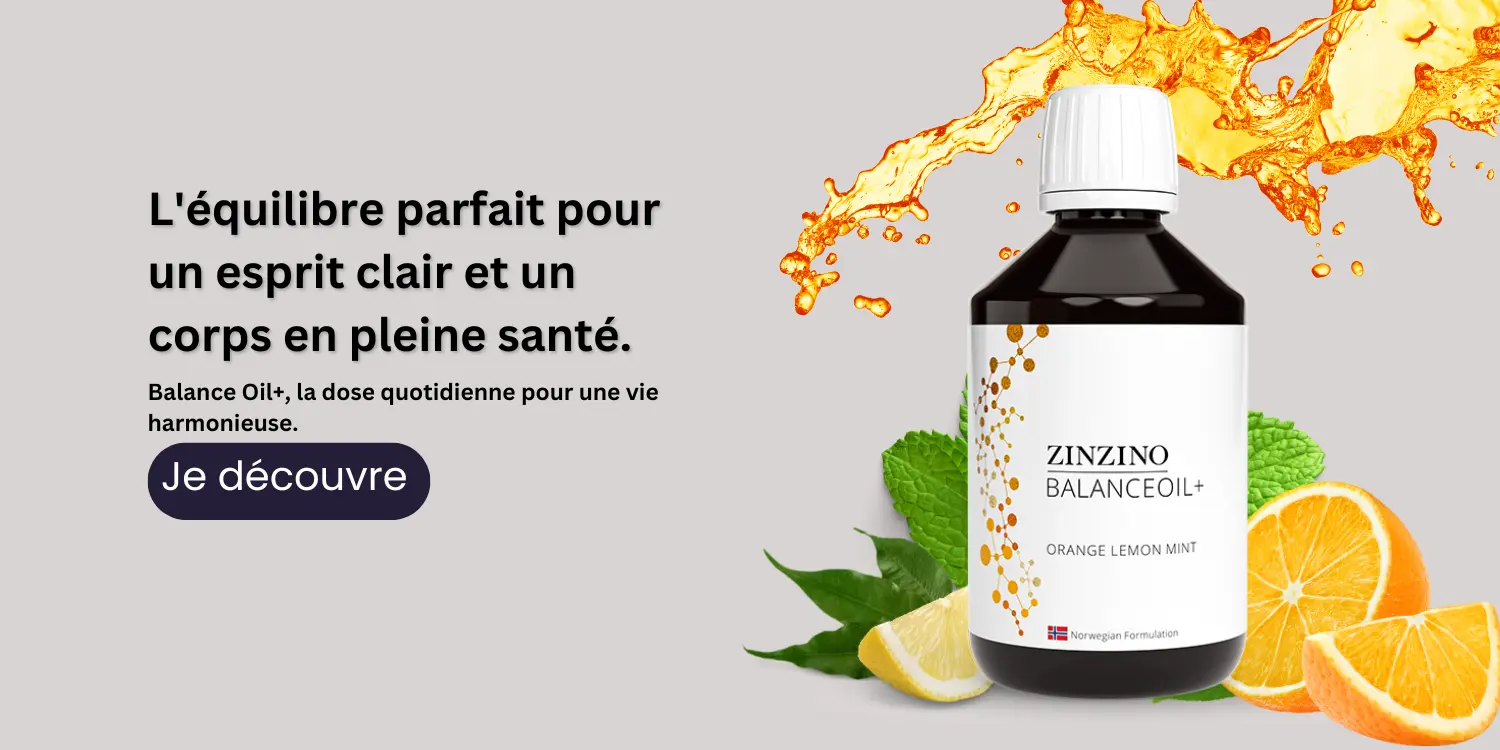 L'équilibre parfait pour
un esprit clair et un
corps en pleine santé.
Balance Oil+, la dose quotidienne pour une vie
harmonieuse.
Je découvre
ZINZINO
BALANCEOIL+
ORANGE LEMON MINT
Norwegian Formulation